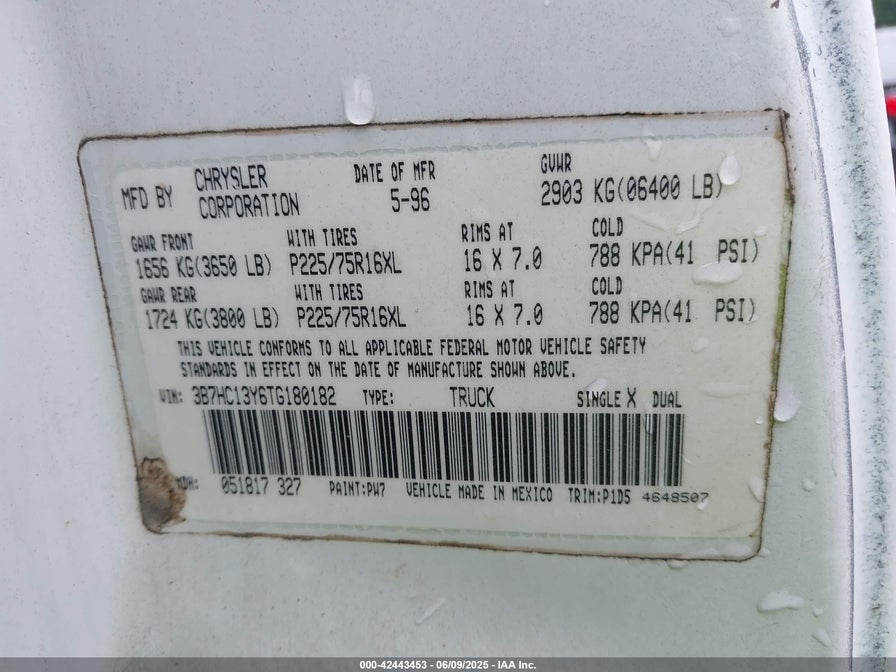 MFD BY CHRYSLER CORPORATION DATE OF MFR 5-96 GVWR 2903 KG(06400 LB)
GAWR FRONT WITH TIRES RIMS AT COLD
1656 KG(3650 LB) P225/75R16XL 16 X 7.0 788 KPA(41 PSI)
GAWR REAR WITH TIRES RIMS AT COLD
1724 KG(3800 LB) P225/75R16XL 16 X 7.0 788 KPA(41 PSI)
THIS VEHICLE CONFORMS TO ALL APPLICABLE FEDERAL MOTOR VEHICLE SAFETY
STANDARDS IN EFFECT ON THE DATE OF MANUFACTURE SHOWN ABOVE.
VIN: 3B7HC13Y6TG180182 TYPE: TRUCK SINGLE X DUAL
MDH: 051817 327 PAINT:PW7 VEHICLE MADE IN MEXICO TRIM:P1D5 4648507
000-42443453 - 06/09/2025 - IAA Inc.